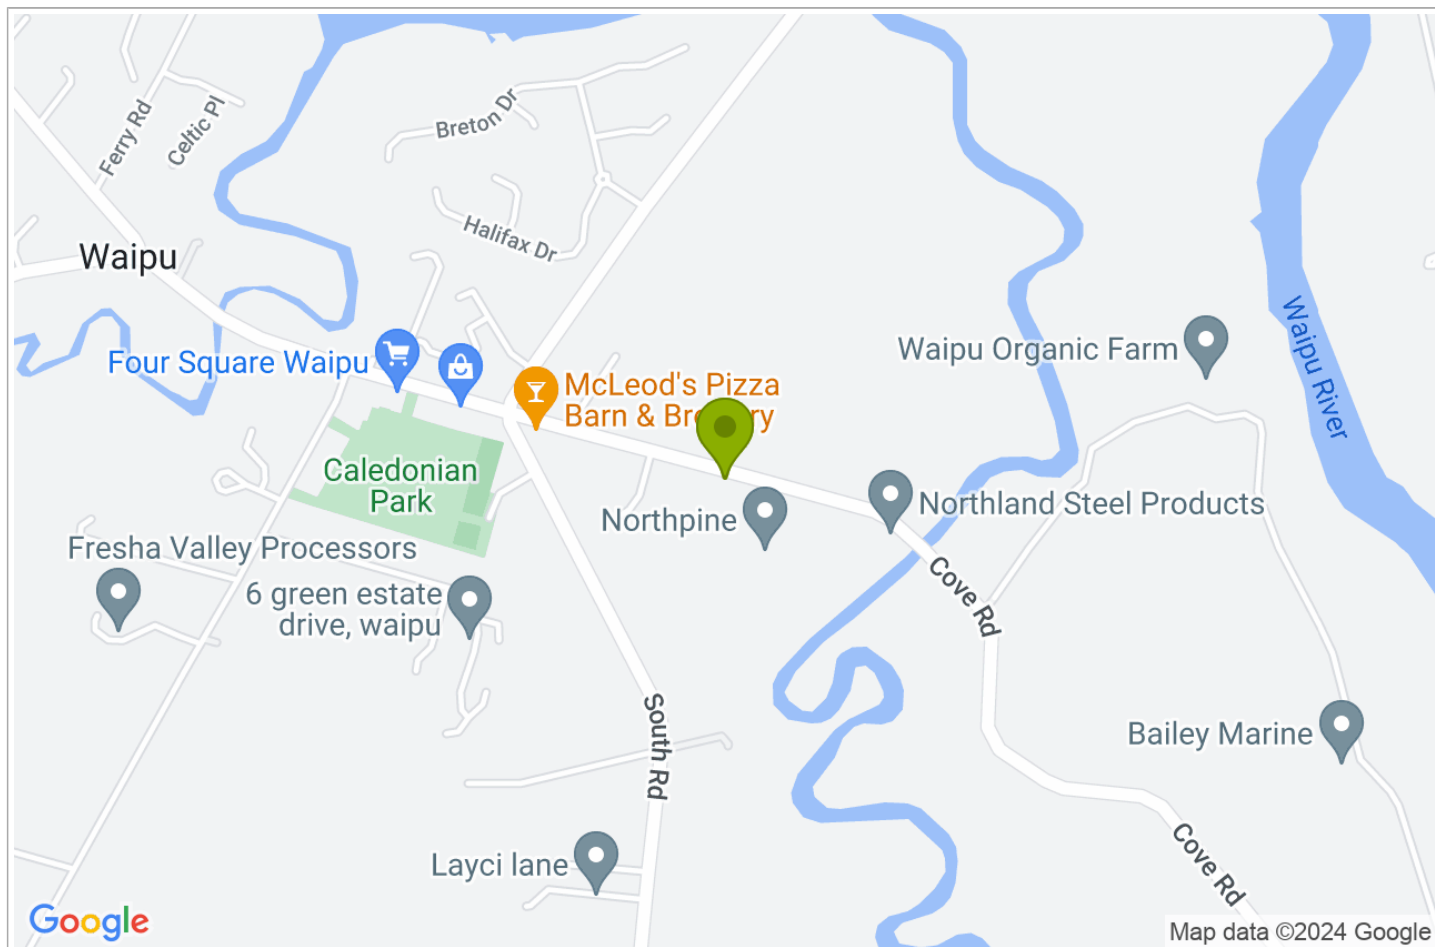 Ferry Rd
Celtic Pl
Breton Dr
Halifax Dr
Waipu
Waipu River
Four Square Waipu
Waipu Organic Farm
McLeod's Pizza
Barn &
Caledonian
Park
Northpine
Northland Steel Products
Fresha Valley Processors
6 green estate
drive, waipu
Cove Rd
South Rd
Bailey Marine
Layci lane
Cove Rd
Google
Map data ©2024 Google